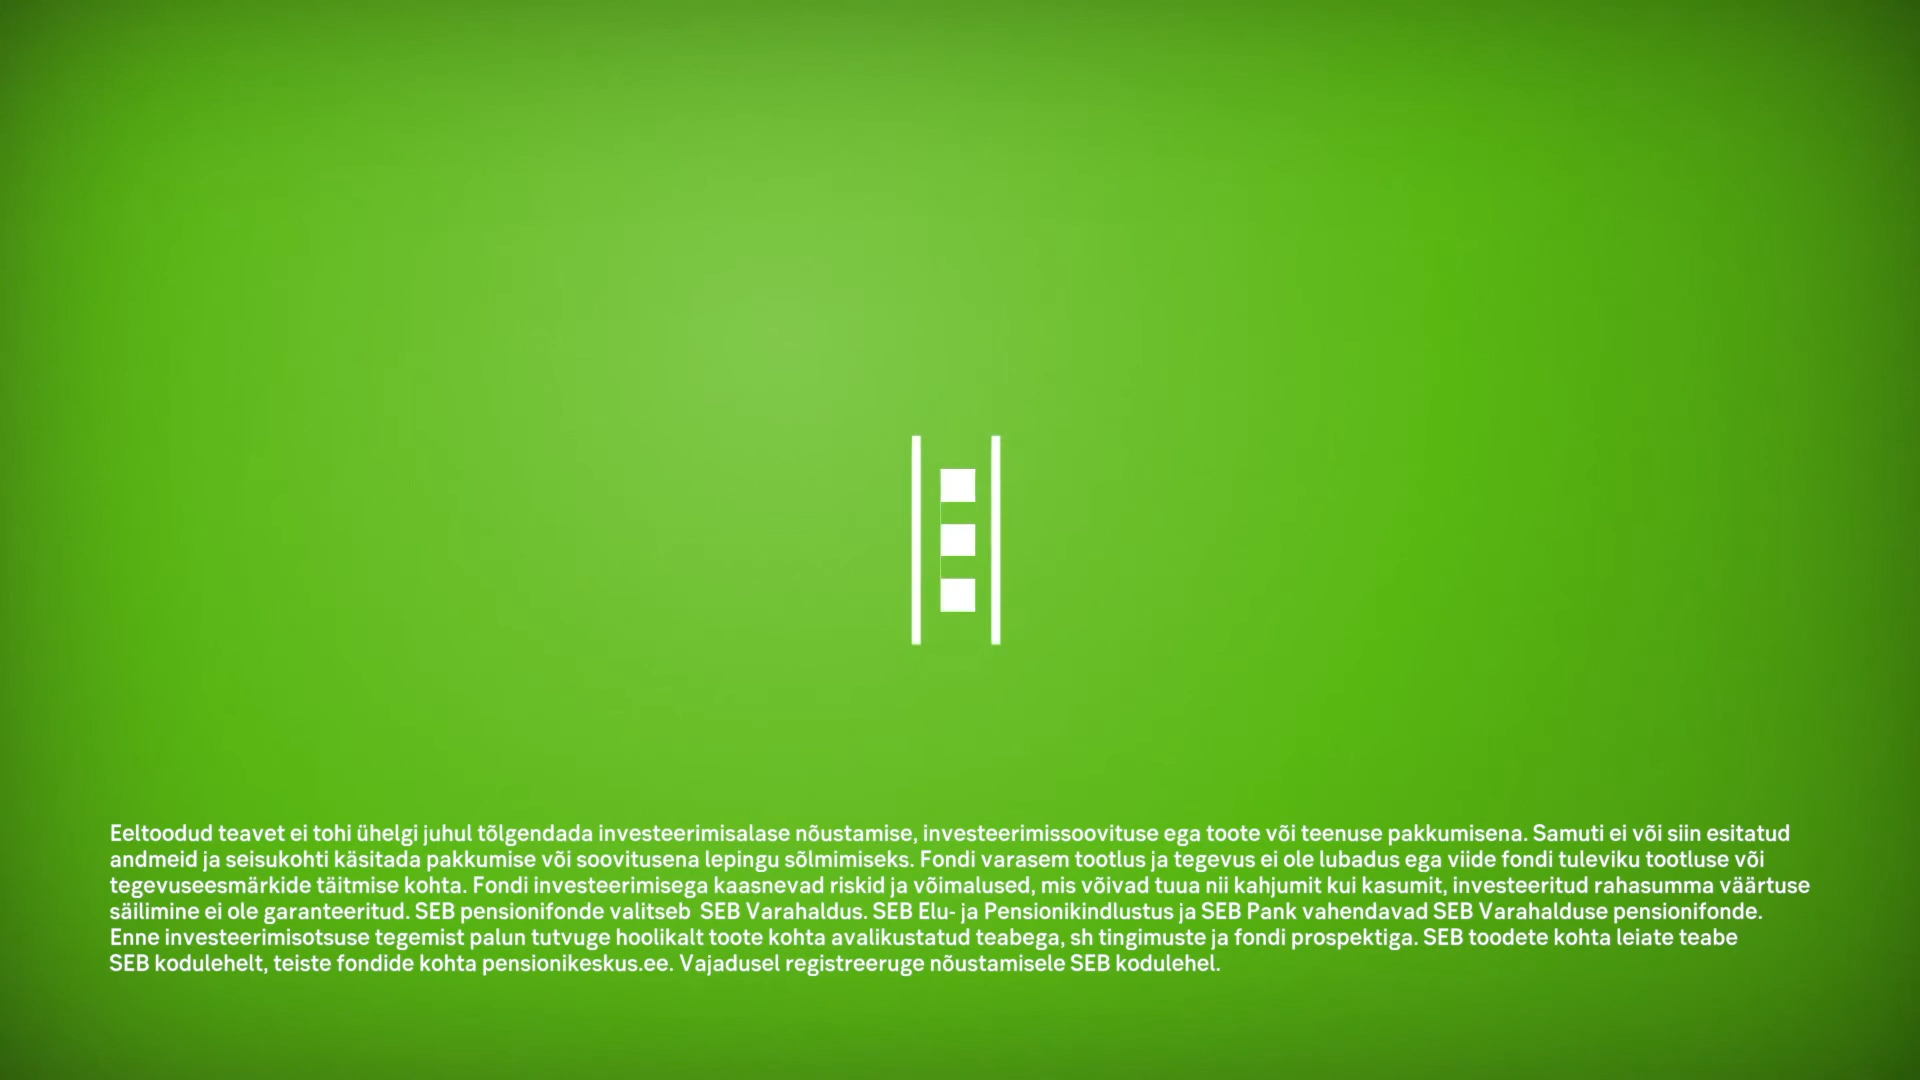 Eeltoodud teavet ei tohi ühelgi juhul tõlgendada investeerimisalase nõustamise, investeerimissoovituse ega toote või teenuse pakkumisena. Samuti ei või siin esitatud
andmeid ja seisukohti käsitada pakkumise või soovitusena lepingu sõlmimiseks. Fondi varasem tootlus ja tegevus ei ole lubadus ega viide fondi tuleviku tootluse või
tegevuseesmärkide täitmise kohta. Fondi investeerimisega kaasnevad riskid ja võimalused, mis võivad tuua nii kahjumit kui kasumit, investeeritud rahasumma väärtuse
säilimine ei ole garanteeritud. SEB pensionifonde valitseb  SEB Varahaldus. SEB Elu- ja Pensionikindlustus ja SEB Pank vahendavad SEB Varahalduse pensionifonde.
Enne investeerimisotsuse tegemist palun tutvuge hoolikalt toote kohta avalikustatud teabega, sh tingimuste ja fondi prospektiga. SEB toodete kohta leiate teabe
SEB kodulehelt, teiste fondide kohta pensionikeskus.ee. Vajadusel registreeruge nõustamisele SEB kodulehel.